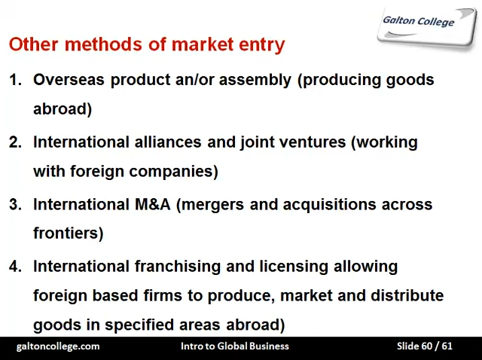 Galton College
Other methods of market entry
1. Overseas product an/or assembly (producing goods
abroad)
2. International alliances and joint ventures (working
with foreign companies)
3. International M&A (mergers and acquisitions across
frontiers)
4. International franchising and licensing allowing
foreign based firms to produce, market and distribute
goods in specified areas abroad)
galtoncollege.com Intro to Global Business Slide 60 / 61